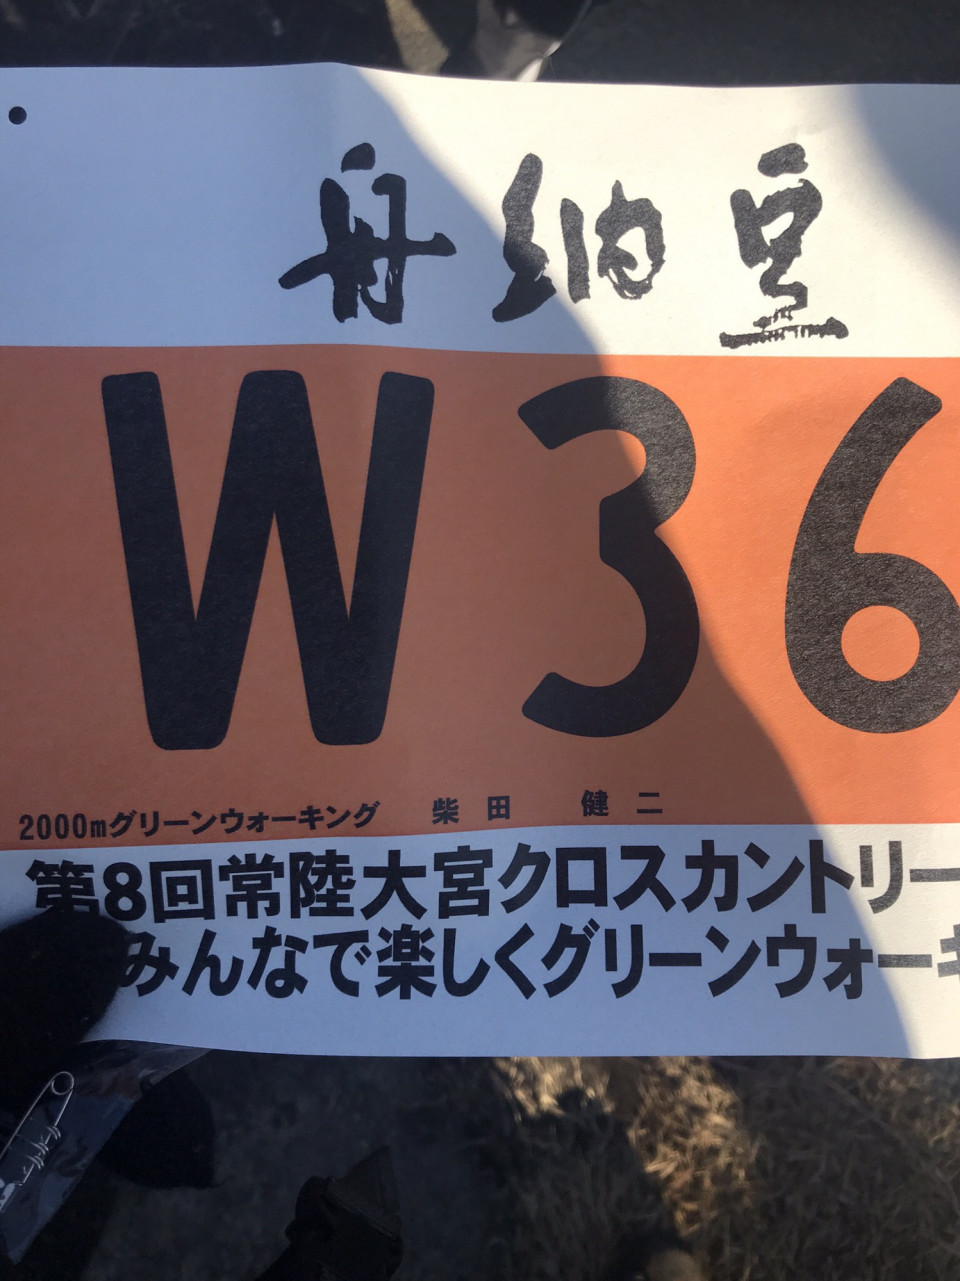 舟納豆
W36
2000mグリーンウォーキング 柴田 健二
第8回常陸大宮クロスカントリー
みんなで楽しくグリーンウォーキ